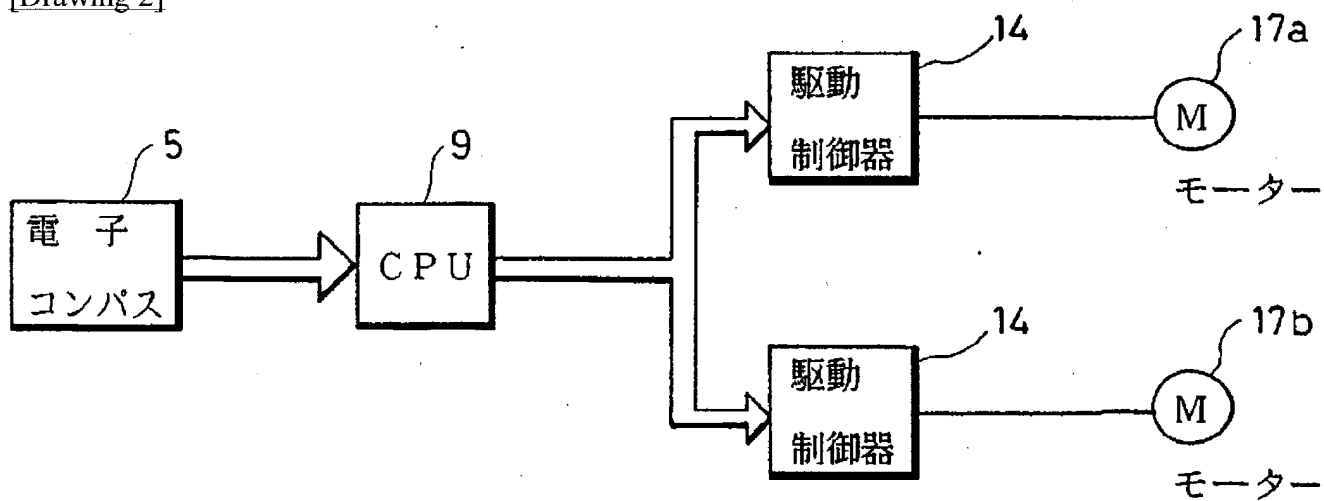 [Drawing 2]
14
17a
駆動
制御器
M
モーター
5
9
電 子
コンパス
CPU
14
17b
駆動
制御器
M
モーター